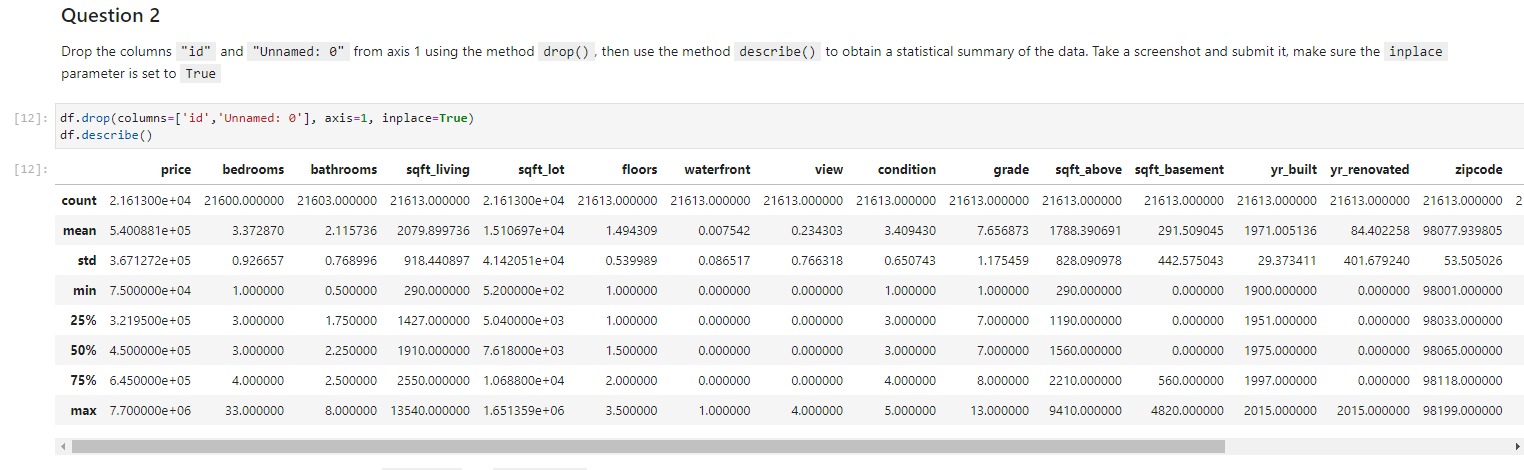 Question 2
Drop the columns "id" and "Unnamed: 0" from axis 1 using the method drop(), then use the method describe() to obtain a statistical summary of the data. Take a screenshot and submit it, make sure the inplace
parameter is set to True
[12]: df.drop(columns=['id','Unnamed: 0'], axis=1, inplace=True)
df.describe()
[12]: price bedrooms bathrooms sqft_living sqft_lot floors waterfront view condition grade sqft_above sqft_basement yr_built yr_renovated zipcode
count 2.161300e+04 21600.000000 21603.000000 21613.000000 2.161300e+04 21613.000000 21613.000000 21613.000000 21613.000000 21613.000000 21613.000000 21613.000000 21613.000000 21613.000000 21613.000000 2
mean 5.400881e+05 3.372870 2.115736 2079.899736 1.510697e+04 1.494309 0.007542 0.234303 3.409430 7.656873 1788.390691 291.509045 1971.005136 84.402258 98077.939805
std 3.671272e+05 0.926657 0.768996 918.440897 4.142051e+04 0.539989 0.086517 0.766318 0.650743 1.175459 828.090978 442.575043 29.373411 401.679240 53.505026
min 7.500000e+04 1.000000 0.500000 290.000000 5.200000e+02 1.000000 0.000000 0.000000 1.000000 1.000000 290.000000 0.000000 1900.000000 0.000000 98001.000000
25% 3.219500e+05 3.000000 1.750000 1427.000000 5.040000e+03 1.000000 0.000000 0.000000 3.000000 7.000000 1190.000000 0.000000 1951.000000 0.000000 98033.000000
50% 4.500000e+05 3.000000 2.250000 1910.000000 7.618000e+03 1.500000 0.000000 0.000000 3.000000 7.000000 1560.000000 0.000000 1975.000000 0.000000 98065.000000
75% 6.450000e+05 4.000000 2.500000 2550.000000 1.068800e+04 2.000000 0.000000 0.000000 4.000000 8.000000 2210.000000 560.000000 1997.000000 0.000000 98118.000000
max 7.700000e+06 33.000000 8.000000 13540.000000 1.651359e+06 3.500000 1.000000 4.000000 5.000000 13.000000 9410.000000 4820.000000 2015.000000 2015.000000 98199.000000